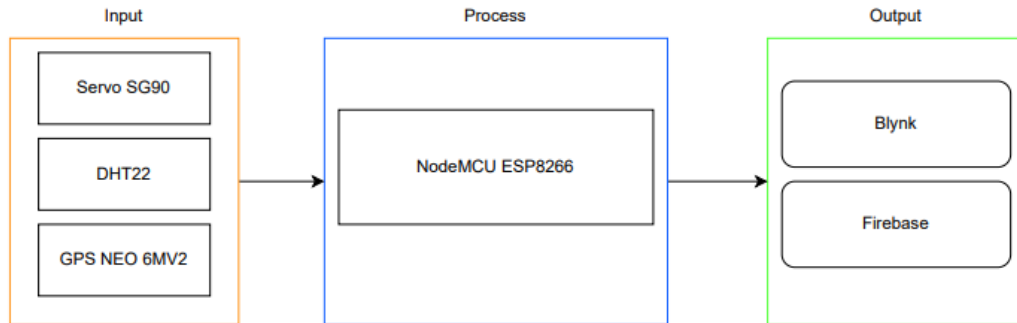 Input
Process
Output
Servo SG90
DHT22
GPS NEO 6MV2
NodeMCU ESP8266
Blynk
Firebase